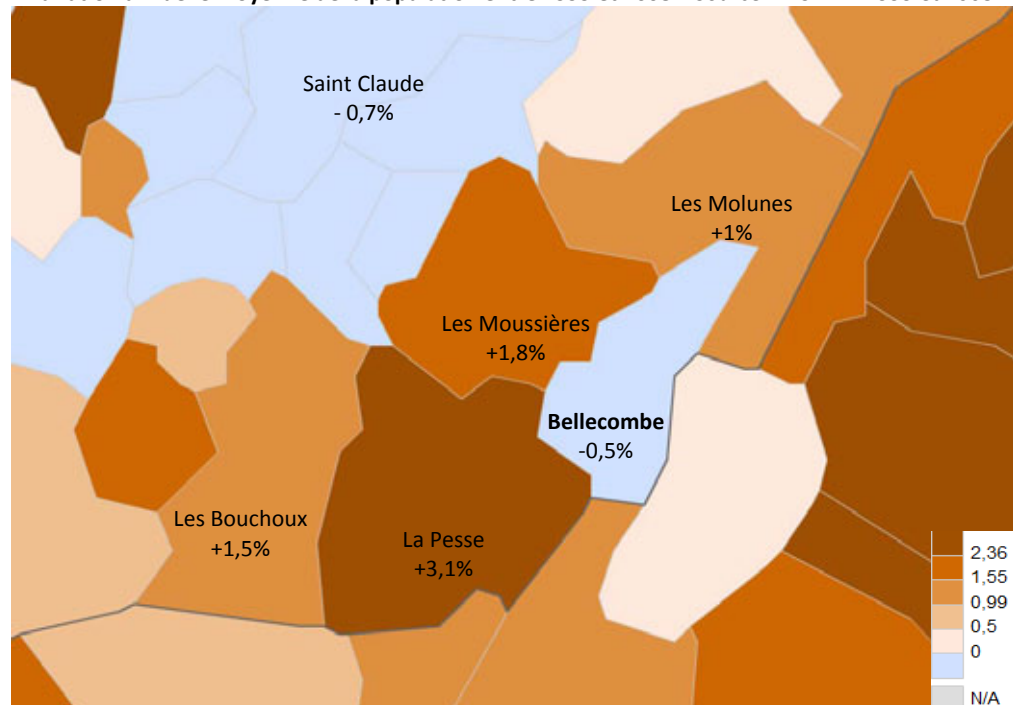 Saint Claude
- 0,7%
Les Molunes
+1%
Les Moussières
+1,8%
Bellecombe
-0,5%
Les Bouchoux
+1,5%
La Pesse
+3,1%
2,36
1,55
0,99
0,5
0
N/A